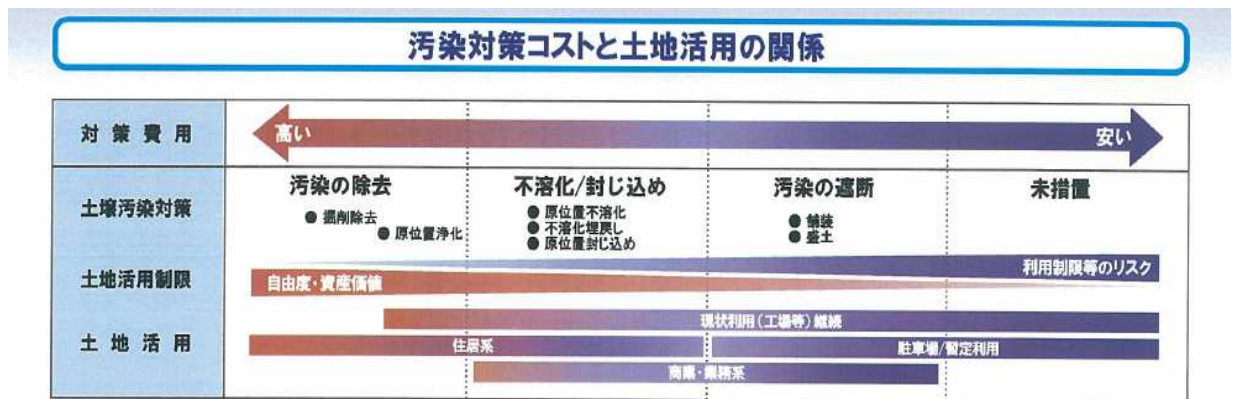 汚染対策コストと土地活用の関係
対策費用
高い
安い
土壌汚染対策
汚染の除去
● 掘削除去
● 原位置浄化
不溶化/封じ込め
● 原位置不溶化
● 不溶化埋戻し
● 原位置封じ込め
汚染の遮断
● 舗装
● 盛土
未措置
土地活用制限
利用制限等のリスク
自由度・資産価値
土地活用
現状利用(工場等)継続
住居系
駐車場/暫定利用
商業・業務系